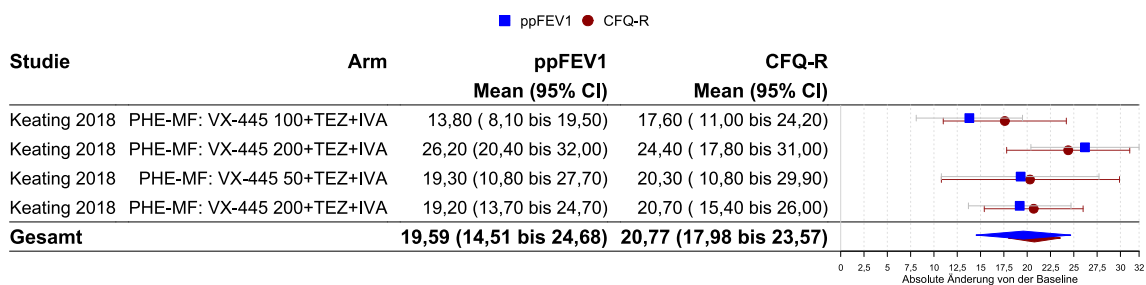 ppFEV1 CFQ-R
Studie Arm ppFEV1 CFQ-R
Mean (95% CI) Mean (95% CI)
Keating 2018 PHE-MF: VX-445 100+TEZ+IVA 13,80 ( 8,10 bis 19,50) 17,60 ( 11,00 bis 24,20)
Keating 2018 PHE-MF: VX-445 200+TEZ+IVA 26,20 (20,40 bis 32,00) 24,40 ( 17,80 bis 31,00)
Keating 2018 PHE-MF: VX-445 50+TEZ+IVA 19,30 (10,80 bis 27,70) 20,30 ( 10,80 bis 29,90)
Keating 2018 PHE-MF: VX-445 200+TEZ+IVA 19,20 (13,70 bis 24,70) 20,70 ( 15,40 bis 26,00)
Gesamt 19,59 (14,51 bis 24,68) 20,77 (17,98 bis 23,57)
0 2,5 5 7,5 10 12,5 15 17,5 20 22,5 25 27,5 30 32
Absolute Änderung von der Baseline